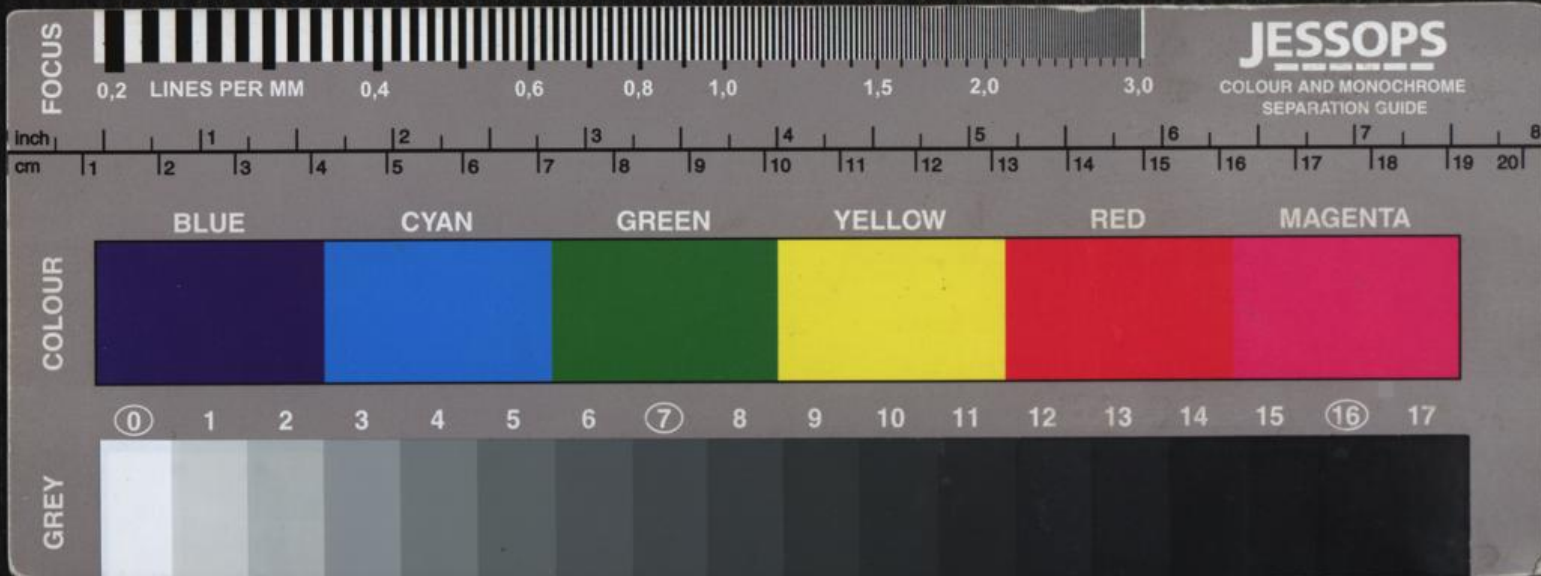 FOCUS
JESSOPS
COLOUR AND MONOCHROME
SEPARATION GUIDE
0,2 LINES PER MM 0,4 0,6 0,8 1,0 1,5 2,0 3,0
inch 1 2 3 4 5 6 7 8
cm 1 2 3 4 5 6 7 8 9 10 11 12 13 14 15 16 17 18 19 20
COLOUR
BLUE CYAN GREEN YELLOW RED MAGENTA
0 1 2 3 4 5 6 7 8 9 10 11 12 13 14 15 16 17
GREY